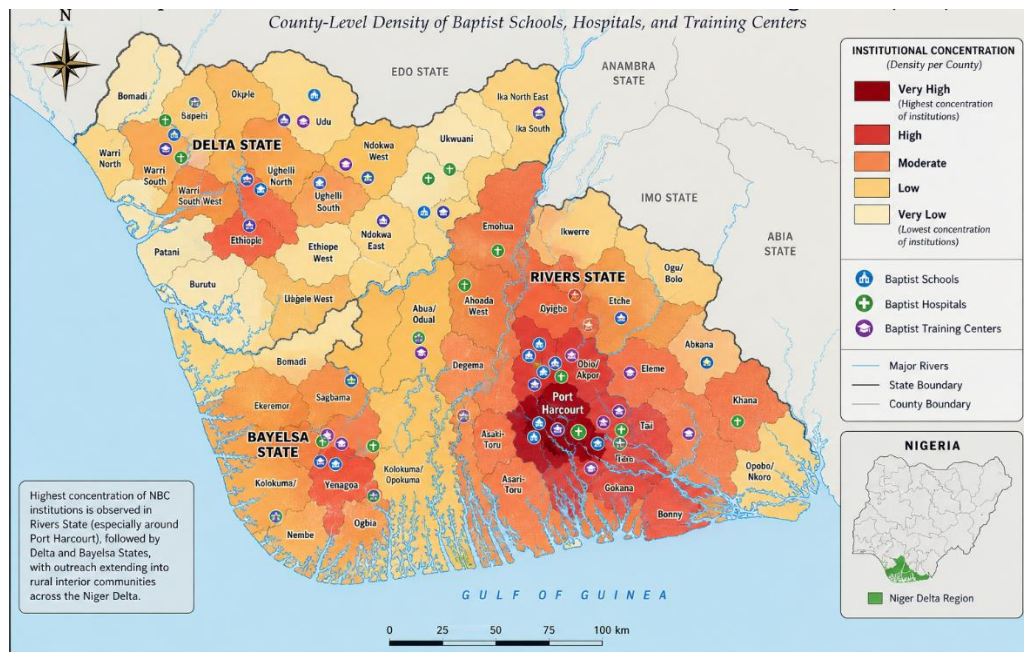 County-Level Density of Baptist Schools, Hospitals, and Training Centers
N
EDO STATE
ANAMBRA
STATE
IMO STATE
ABIA
STATE
Bomadi
Okple
Udu
Ika North East
Ika South
DELTA STATE
Ndokwa
West
Ukwuani
Warri
North
Warri
South
Warri
South West
Ughelli
North
Ughelli
South
Ethiople
Ethiope
West
Ndokwa
East
Patani
Burutu
Emohua
Ikwerre
Ogu/
Bolo
RIVERS STATE
Abua/
Odual
Ahoada
West
Etche
Bomadi
Degema
Obio/
Akpor
Eleme
Sagbama
Ekeremor
Port
Harcourt
Khana
BAYELSA
STATE
Asaki-
Toru
Tai
Kolokuma/
Yenagoa
Kolokuma/
Opokuma
Asari-
Toru
Gokana
Opobo/
Nkoro
Nembe
Ogbia
Bonny
GULF OF GUINEA
0 25 50 75 100 km
Highest concentration of NBC
institutions is observed in
Rivers State (especially around
Port Harcourt), followed by
Delta and Bayelsa States,
with outreach extending into
rural interior communities
across the Niger Delta.
INSTITUTIONAL CONCENTRATION
(Density per County)
Very High
(Highest concentration
of institutions)
High
Moderate
Low
Very Low
(Lowest concentration
of institutions)
Baptist Schools
Baptist Hospitals
Baptist Training Centers
Major Rivers
State Boundary
County Boundary
NIGERIA
Niger Delta Region